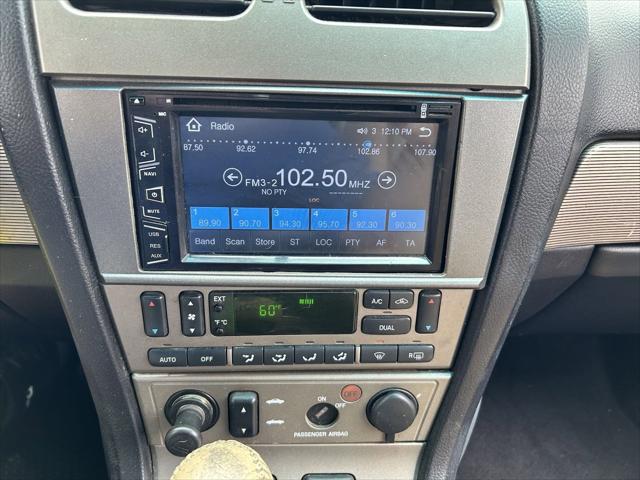 MIC
Radio 3 12:10 PM
87.50 92.62 97.74 102.86 107.90
FM3-2 102.50 MHZ
NO PTY
LOC
1 2 3 4 5 6
89.90 90.70 94.30 95.70 92.30 90.30
Band Scan Store ST LOC PTY AF TA
NAVI
MUTE
USB
RES
AUX
EXT
60°F
°F °C
A/C
DUAL
AUTO OFF
R
ON
OFF
OFF
PASSENGER AIRBAG